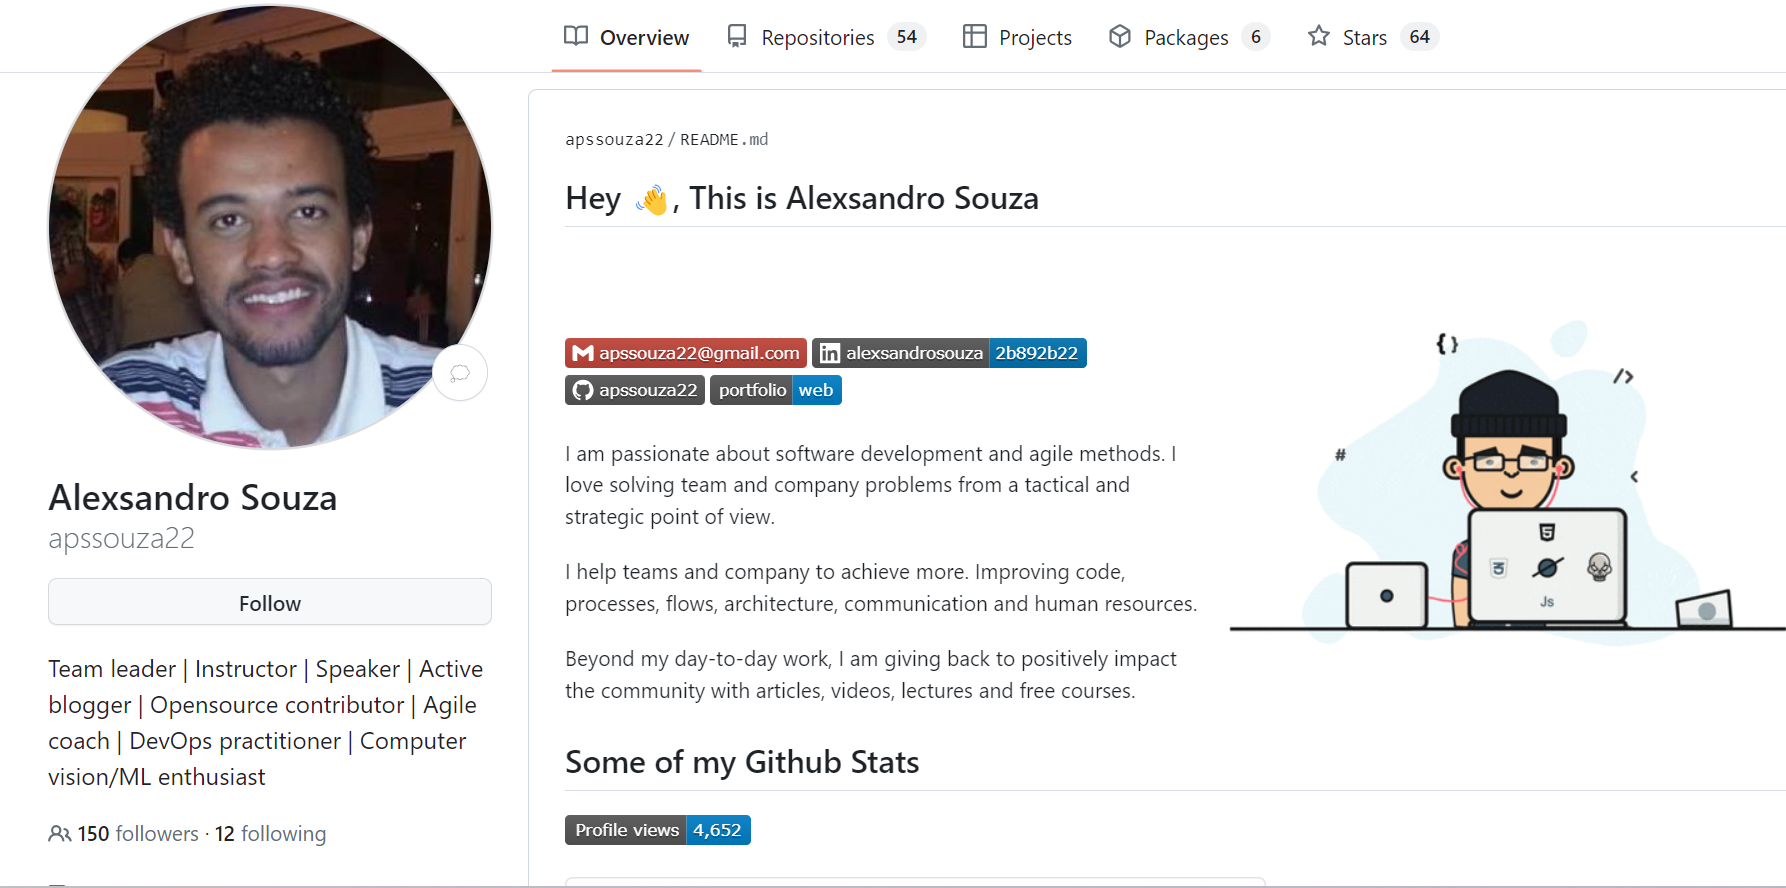 Overview Repositories 54 Projects Packages 6 Stars 64
apssouza22/README.md
Hey 👋, This is Alexsandro Souza
apssouza22@gmail.com alexsandrosouza 2b892b22
apssouza22 portfolio web
I am passionate about software development and agile methods. I
love solving team and company problems from a tactical and
strategic point of view.
I help teams and company to achieve more. Improving code,
processes, flows, architecture, communication and human resources.
Beyond my day-to-day work, I am giving back to positively impact
the community with articles, videos, lectures and free courses.
{}
</>
#
<
Js
Some of my Github Stats
Profile views 4,652
Alexsandro Souza
apssouza22
Follow
Team leader | Instructor | Speaker | Active
blogger | Opensource contributor | Agile
coach | DevOps practitioner | Computer
vision/ML enthusiast
150 followers · 12 following